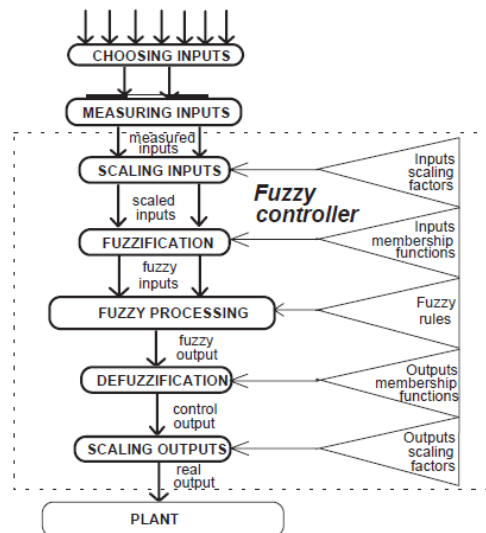 CHOOSING INPUTS
MEASURING INPUTS
measured
inputs
SCALING INPUTS
Inputs
scaling
factors
scaled
inputs
Fuzzy
controller
FUZZIFICATION
Inputs
membership
functions
fuzzy
inputs
FUZZY PROCESSING
Fuzzy
rules
fuzzy
output
DEFUZZIFICATION
Outputs
membership
functions
control
output
SCALING OUTPUTS
Outputs
scaling
factors
real
output
PLANT